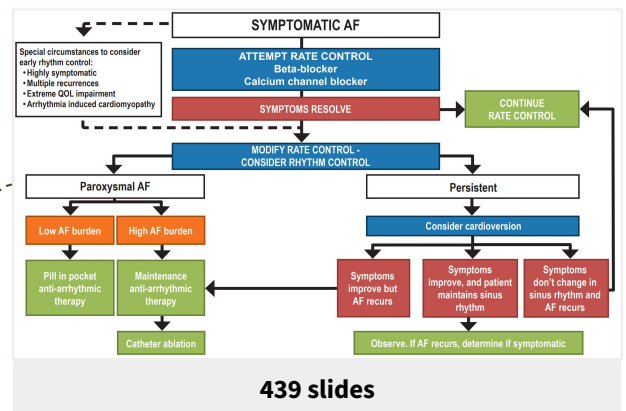 SYMPTOMATIC AF
Special circumstances to consider
early rhythm control:
• Highly symptomatic
• Multiple recurrences
• Extreme QOL impairment
• Arrhythmia induced cardiomyopathy
ATTEMPT RATE CONTROL
Beta-blocker
Calcium channel blocker
SYMPTOMS RESOLVE
CONTINUE
RATE CONTROL
MODIFY RATE CONTROL -
CONSIDER RHYTHM CONTROL
Paroxysmal AF
Persistent
Low AF burden
High AF burden
Consider cardioversion
Pill in pocket
anti-arrhythmic
therapy
Maintenance
anti-arrhythmic
therapy
Symptoms
improve but
AF recurs
Symptoms
improve, and patient
maintains sinus
rhythm
Symptoms
don't change in
sinus rhythm and
AF recurs
Catheter ablation
Observe. If AF recurs, determine if symptomatic
439 slides